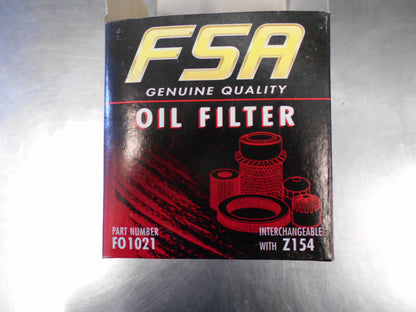 FSA
GENUINE QUALITY
OIL FILTER
PART NUMBER
FO1021
INTERCHANGEABLE
WITH Z154